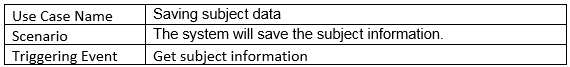 Use Case Name Saving subject data
Scenario The system will save the subject information.
Triggering Event Get subject information